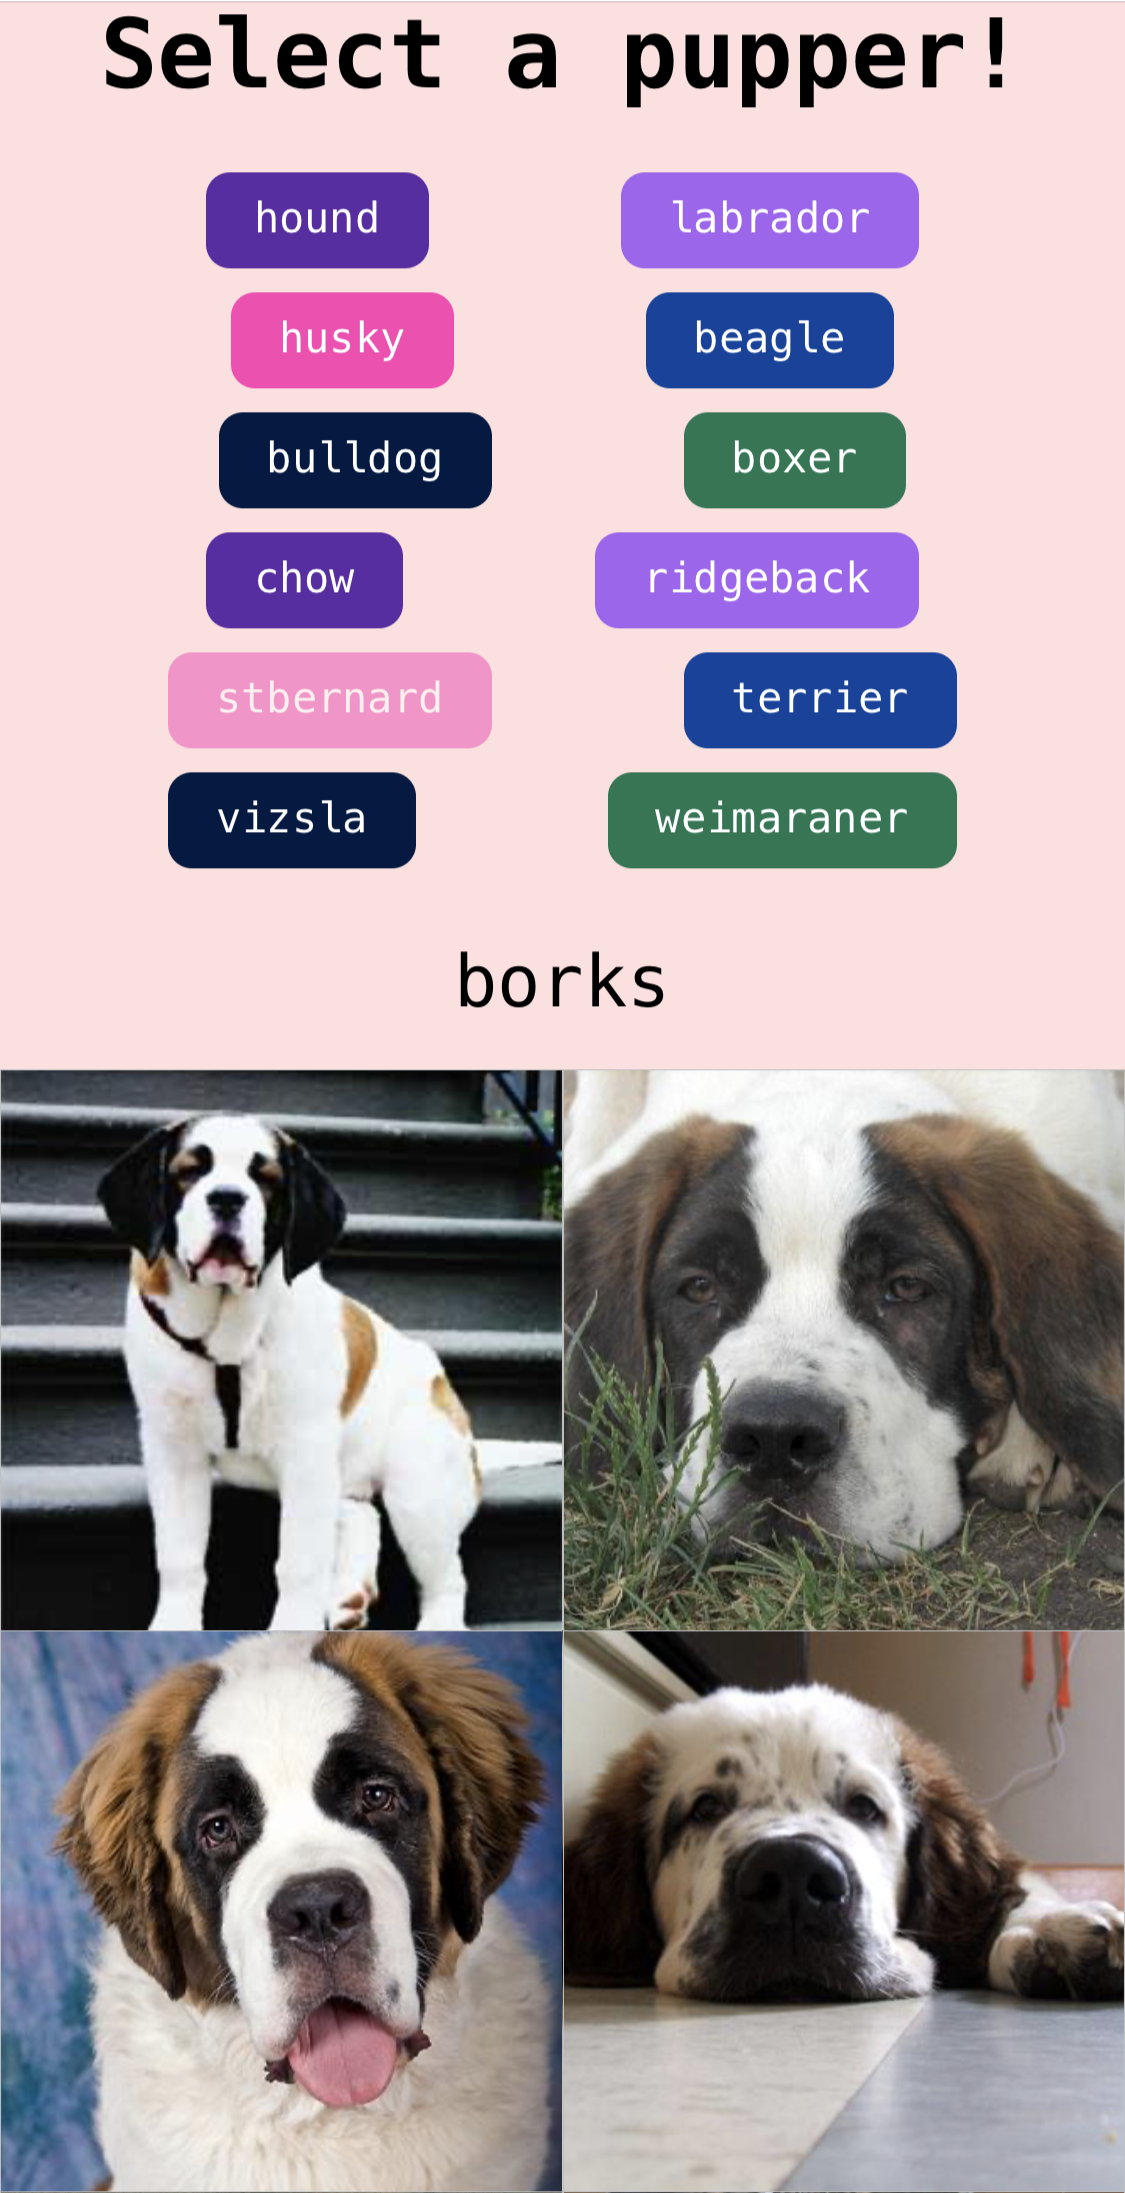 Select a pupper!
hound labrador
husky beagle
bulldog boxer
chow ridgeback
stbernard terrier
vizsla weimaraner
borks